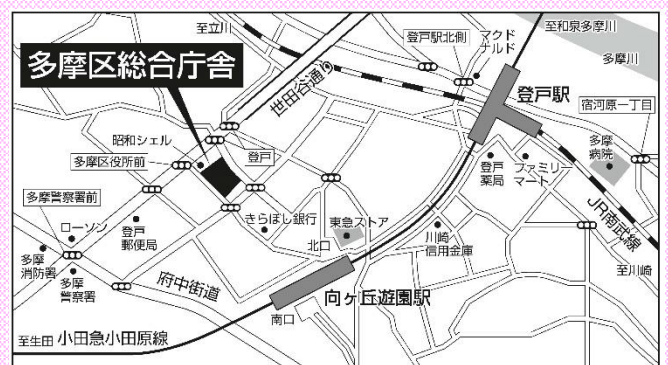 至立川
登戸駅北側
マクド
ナルド
至和泉多摩川
多摩川
多摩区総合庁舎
世田谷通り
登戸駅
宿河原一丁目
昭和シェル
多摩区役所前
登戸
多摩
病院
登戸
薬局
ファミリー
マート
多摩警察署前
ローソン
登戸
郵便局
きらぼし銀行
東急ストア
北口
川崎
信用金庫
JR南武線
多摩
消防署
多摩
警察署
府中街道
至川崎
向ヶ丘遊園駅
南口
至生田 小田急小田原線